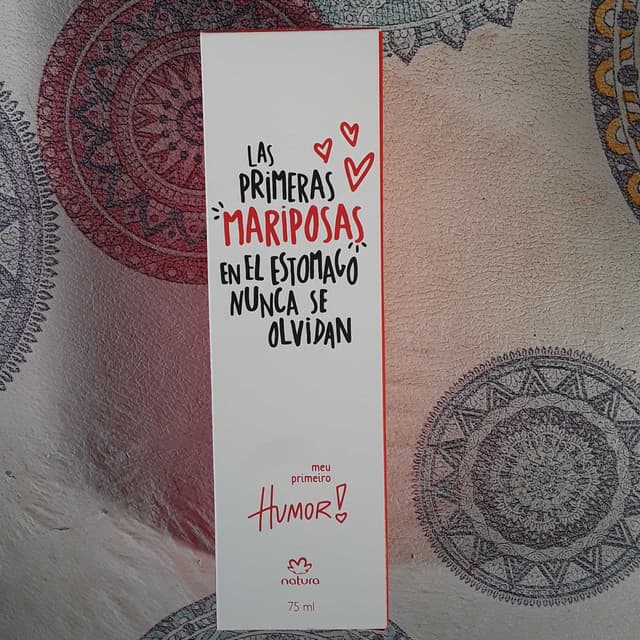 LAS
PRIMERAS
MARIPOSAS
EN EL ESTOMAGO
NUNCA SE
OLVIDAN
meu
primeiro
HUMOR!
natura
75 ml